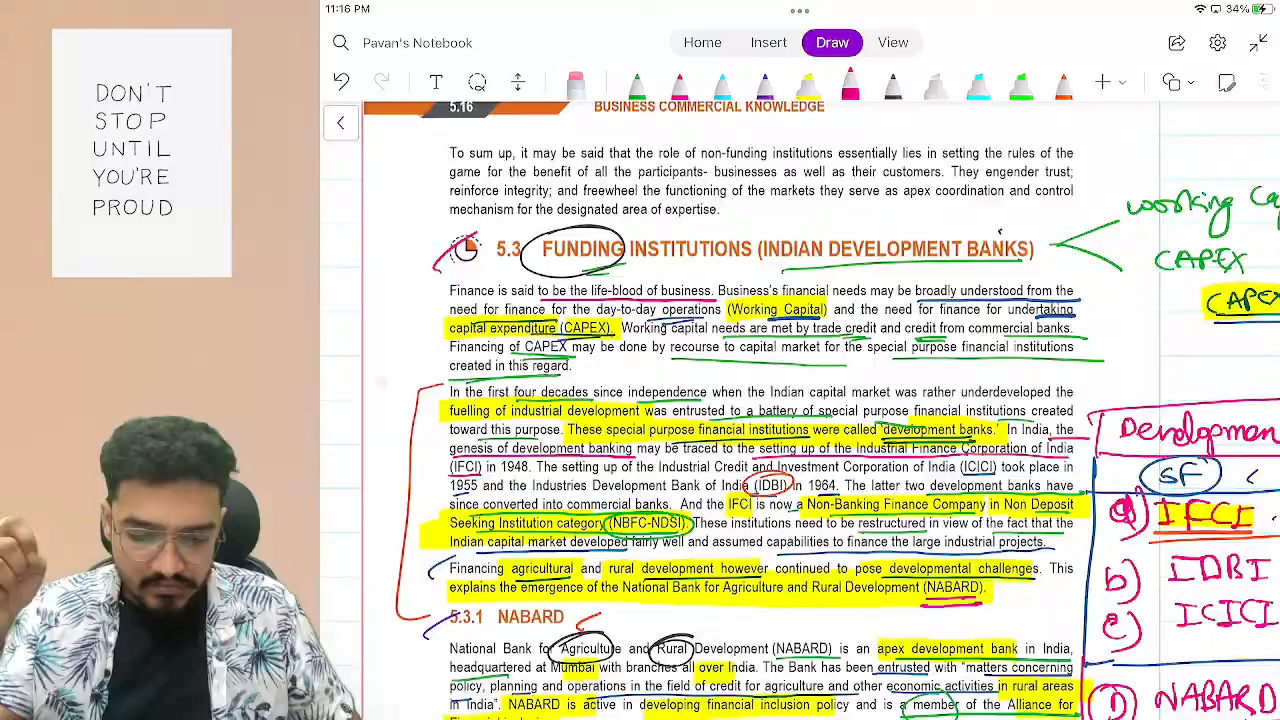 11:16 PM
34%
DON'T
STOP
UNTIL
YOU'RE
PROUD
Pavan's Notebook
Home Insert Draw View
T
5.16 BUSINESS COMMERCIAL KNOWLEDGE
To sum up, it may be said that the role of non-funding institutions essentially lies in setting the rules of the
game for the benefit of all the participants- businesses as well as their customers. They engender trust;
reinforce integrity; and freewheel the functioning of the markets they serve as apex coordination and control
mechanism for the designated area of expertise.
5.3 FUNDING INSTITUTIONS (INDIAN DEVELOPMENT BANKS)
working Ca
CAPEX
CAPEX
Finance is said to be the life-blood of business. Business's financial needs may be broadly understood from the
need for finance for the day-to-day operations (Working Capital) and the need for finance for undertaking
capital expenditure (CAPEX). Working capital needs are met by trade credit and credit from commercial banks.
Financing of CAPEX may be done by recourse to capital market for the special purpose financial institutions
created in this regard.
In the first four decades since independence when the Indian capital market was rather underdeveloped the
fuelling of industrial development was entrusted to a battery of special purpose financial institutions created
toward this purpose. These special purpose financial institutions were called 'development banks.' In India, the
genesis of development banking may be traced to the setting up of the Industrial Finance Corporation of India
(IFCI) in 1948. The setting up of the Industrial Credit and Investment Corporation of India (ICICI) took place in
1955 and the Industries Development Bank of India (IDBI) in 1964. The latter two development banks have
since converted into commercial banks. And the IFCI is now a Non-Banking Finance Company in Non Deposit
Seeking Institution category (NBFC-NDSI). These institutions need to be restructured in view of the fact that the
Indian capital market developed fairly well and assumed capabilities to finance the large industrial projects.
Financing agricultural and rural development however continued to pose developmental challenges. This
explains the emergence of the National Bank for Agriculture and Rural Development (NABARD).
5.3.1 NABARD
National Bank for Agriculture and Rural Development (NABARD) is an apex development bank in India,
headquartered at Mumbai with branches all over India. The Bank has been entrusted with "matters concerning
policy, planning and operations in the field of credit for agriculture and other economic activities in rural areas
in India". NABARD is active in developing financial inclusion policy and is a member of the Alliance for
Developmen
SF
a) IFCI
b) IDBI
c) ICICI
D) NABARD